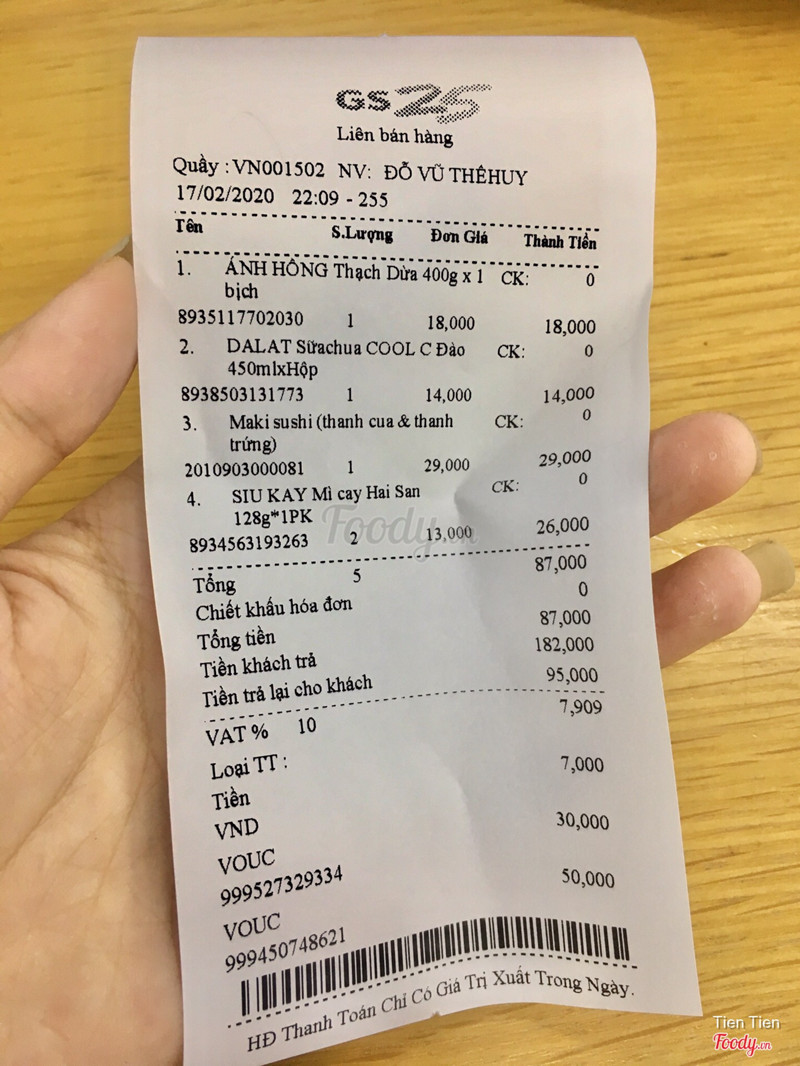 GS25
Liên bán hàng
Quầy : VN001502 NV: ĐỖ VŨ THÊHUY
17/02/2020 22:09 - 255
Tên S.Lượng Đơn Giá Thành Tiền
1. ÁNH HỒNG Thạch Dừa 400g x 1 CK: 0
bịch
8935117702030 1 18,000 18,000
2. DALAT Sữachua COOL C Đào CK: 0
450mlxHộp
8938503131773 1 14,000 14,000
3. Maki sushi (thanh cua & thanh CK: 0
trứng)
2010903000081 1 29,000 29,000
4. SIU KAY Mì cay Hai San CK: 0
128g*1PK
8934563193263 2 13,000 26,000
Tổng 5 87,000
Chiết khấu hóa đơn 0
Tổng tiền 87,000
Tiền khách trả 182,000
Tiền trả lại cho khách 95,000
VAT % 10 7,909
Loại TT :
Tiền 7,000
VND
VOUC 30,000
999527329334
VOUC 50,000
999450748621
HĐ Thanh Toán Chỉ Có Giá Trị Xuất Trong Ngày.
Foody.vn
Tien Tien
Foody.vn